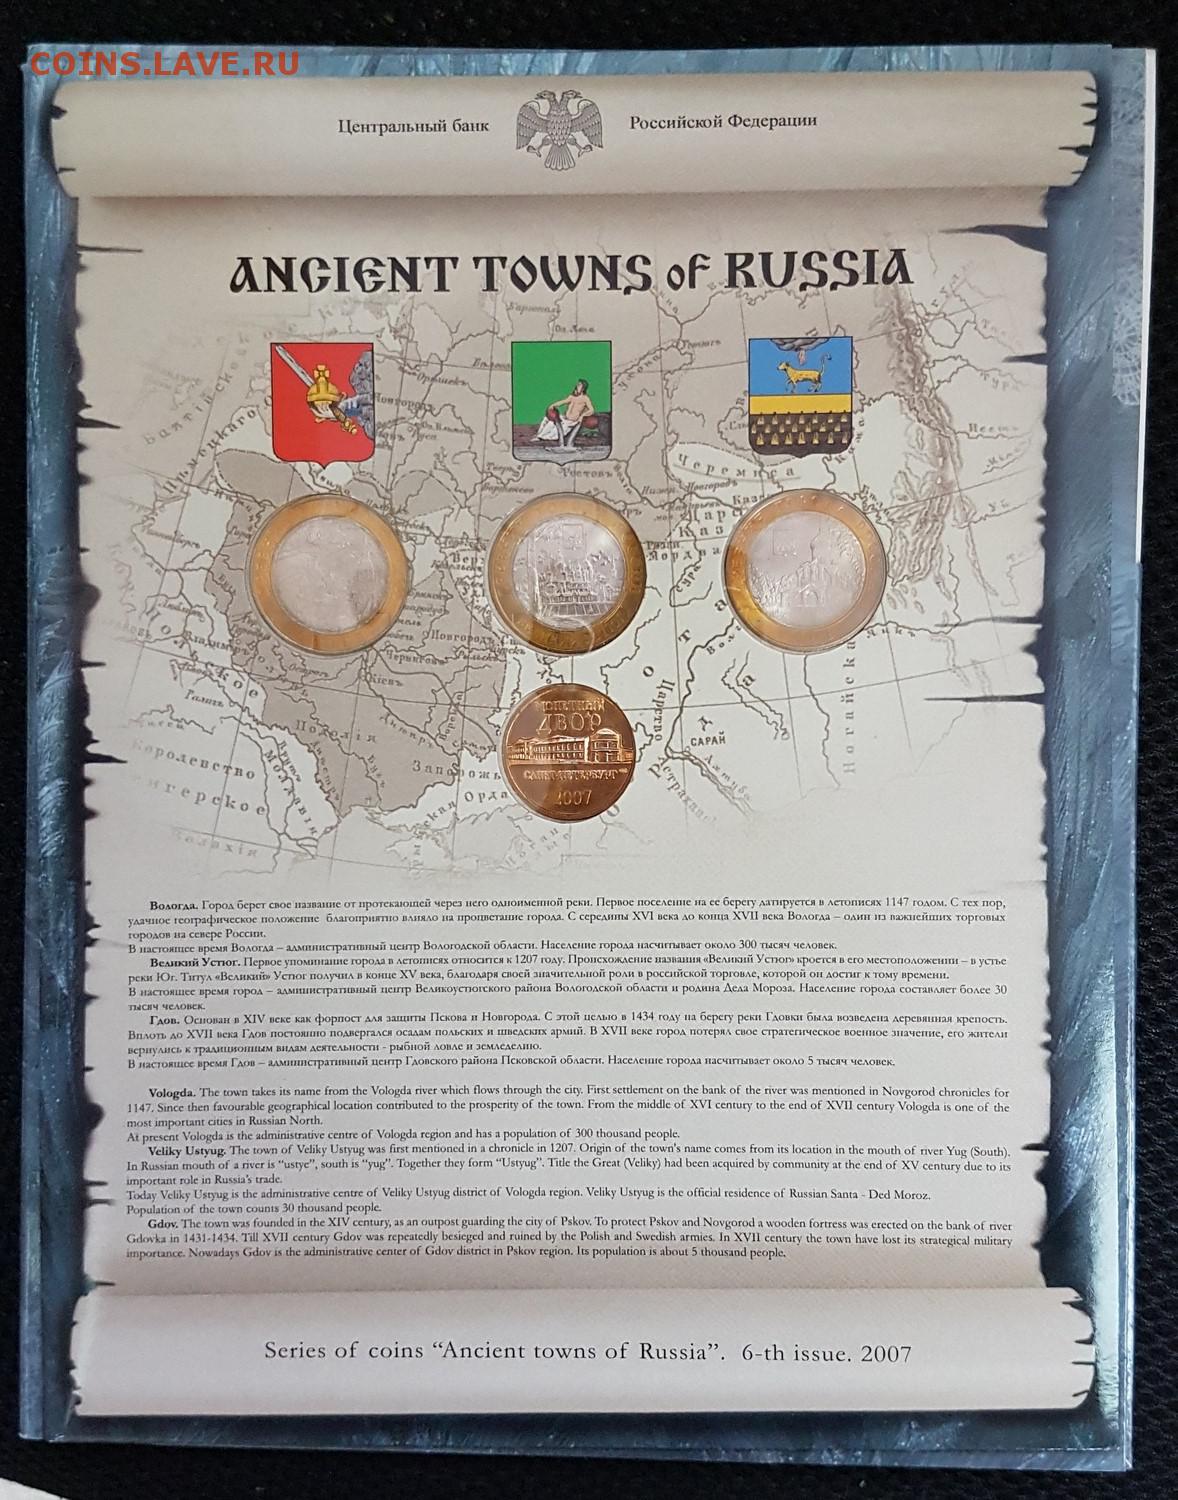 COINS.LAVE.RU
Центральный банк Российской Федерации
ANCIENT TOWNS of RUSSIA
Черемиса
Кіевъ
Черниговъ
Подолія
Запорожь
САРАЙ
Королевство
МОНЕТНЫЙ
ДВОР
САНКТ-ПЕТЕРБУРГ
2007
Вологда. Город берет свое название от протекающей через него одноименной реки. Первое поселение на ее берегу датируется в летописях 1147 годом. С тех пор,
удачное географическое положение благоприятно влияло на процветание города. С середины XVI века до конца XVII века Вологда – один из важнейших торговых
городов на севере России.
В настоящее время Вологда – административный центр Вологодской области. Население города насчитывает около 300 тысяч человек.
Великий Устюг. Первое упоминание города в летописях относится к 1207 году. Происхождение названия «Великий Устюг» кроется в его местоположении – в устье
реки Юг. Титул «Великий» Устюг получил в конце XV века, благодаря своей значительной роли в российской торговле, которой он достиг к тому времени.
В настоящее время город – административный центр Великоустюгского района Вологодской области и родина Деда Мороза. Население города составляет более 30
тысяч человек.
Гдов. Основан в XIV веке как форпост для защиты Пскова и Новгорода. С этой целью в 1434 году на берегу реки Гдовки была возведена деревянная крепость.
Вплоть до XVII века Гдов постоянно подвергался осадам польских и шведских армий. В XVII веке город потерял свое стратегическое военное значение, его жители
вернулись к традиционным видам деятельности - рыбной ловле и земледелию.
В настоящее время Гдов – административный центр Гдовского района Псковской области. Население города насчитывает около 5 тысяч человек.
Vologda. The town takes its name from the Vologda river which flows through the city. First settlement on the bank of the river was mentioned in Novgorod chronicles for
1147. Since then favourable geographical location contributed to the prosperity of the town. From the middle of XVI century to the end of XVII century Vologda is one of the
most important cities in Russian North.
At present Vologda is the administrative centre of Vologda region and has a population of 300 thousand people.
Veliky Ustyug. The town of Veliky Ustyug was first mentioned in a chronicle in 1207. Origin of the town's name comes from its location in the mouth of river Yug (South).
In Russian mouth of a river is “ustye”, south is “yug”. Together they form “Ustyug”. Title the Great (Veliky) had been acquired by community at the end of XV century due to its
important role in Russia's trade.
Today Veliky Ustyug is the administrative centre of Veliky Ustyug district of Vologda region. Veliky Ustyug is the official residence of Russian Santa - Ded Moroz.
Population of the town counts 30 thousand people.
Gdov. The town was founded in the XIV century, as an outpost guarding the city of Pskov. To protect Pskov and Novgorod a wooden fortress was erected on the bank of river
Gdovka in 1431-1434. Till XVII century Gdov was repeatedly besieged and ruined by the Polish and Swedish armies. In XVII century the town have lost its strategical military
importance. Nowadays Gdov is the administrative center of Gdov district in Pskov region. Its population is about 5 thousand people.
Series of coins “Ancient towns of Russia”. 6-th issue. 2007